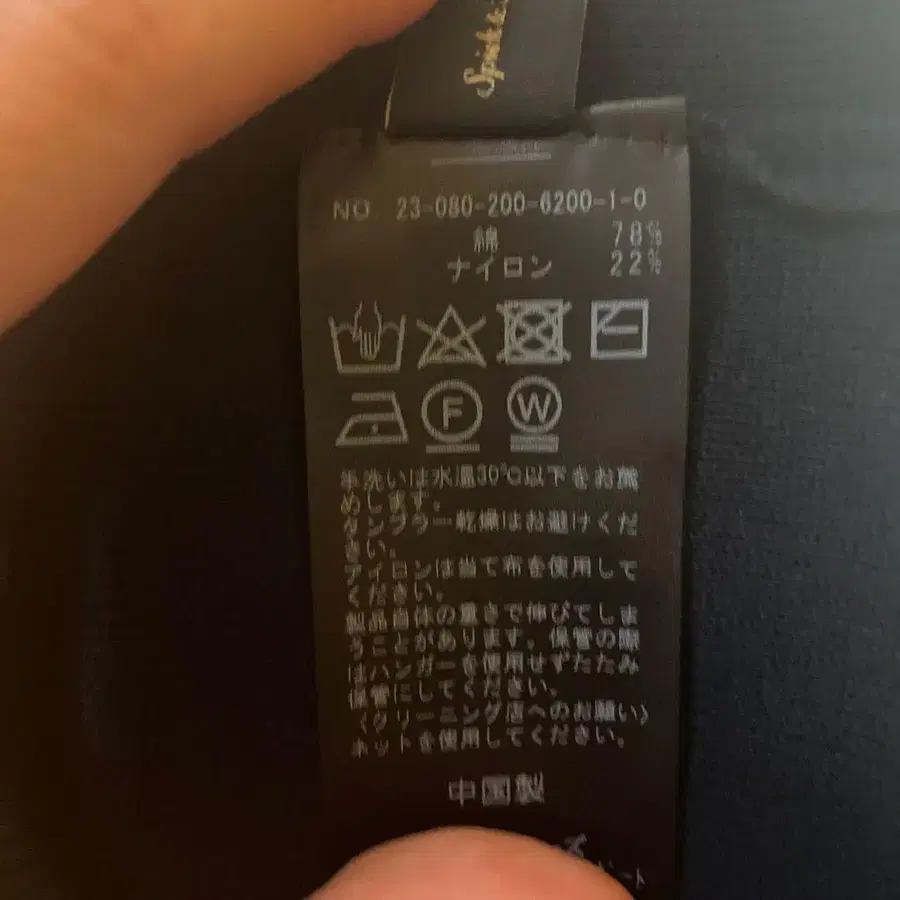 Spick &
NO. 23-080-200-6200-1-0
綿 78%
ナイロン 22%
F W
手洗いは水温30℃以下をお薦
めします。
タンブラー乾燥はお避けくだ
さい。
アイロンは当て布を使用して
ください。
製品自体の重さで伸びてしま
うことがあります。保管の際
はハンガーを使用せずたたみ
保管にしてください。
〈クリーニング店へのお願い〉
ネットを使用してください。
中国製
ート